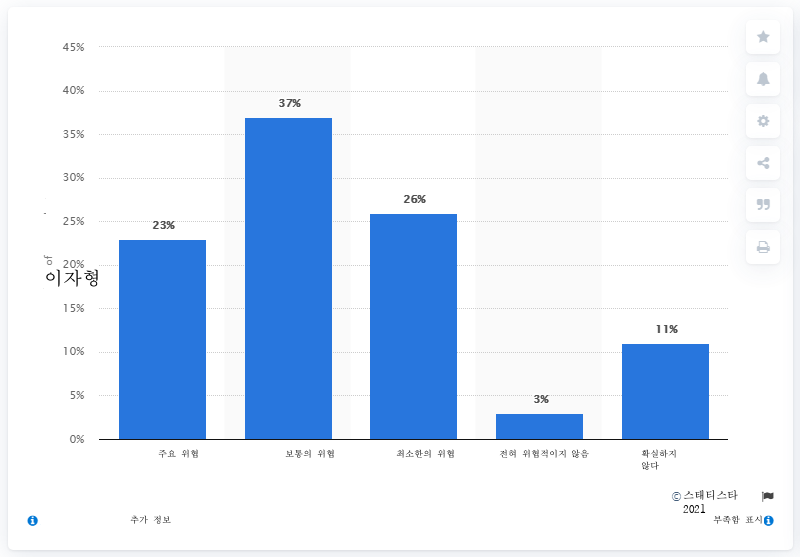 45%
40%
35%
30%
25%
20%
15%
10%
5%
0%
of
이자형
23%
37%
26%
3%
11%
주요 위험
보통의 위험
최소한의 위험
전혀 위험적이지 않음
확실하지
않다
© 스태티스타
2021
추가 정보
부족함 표시